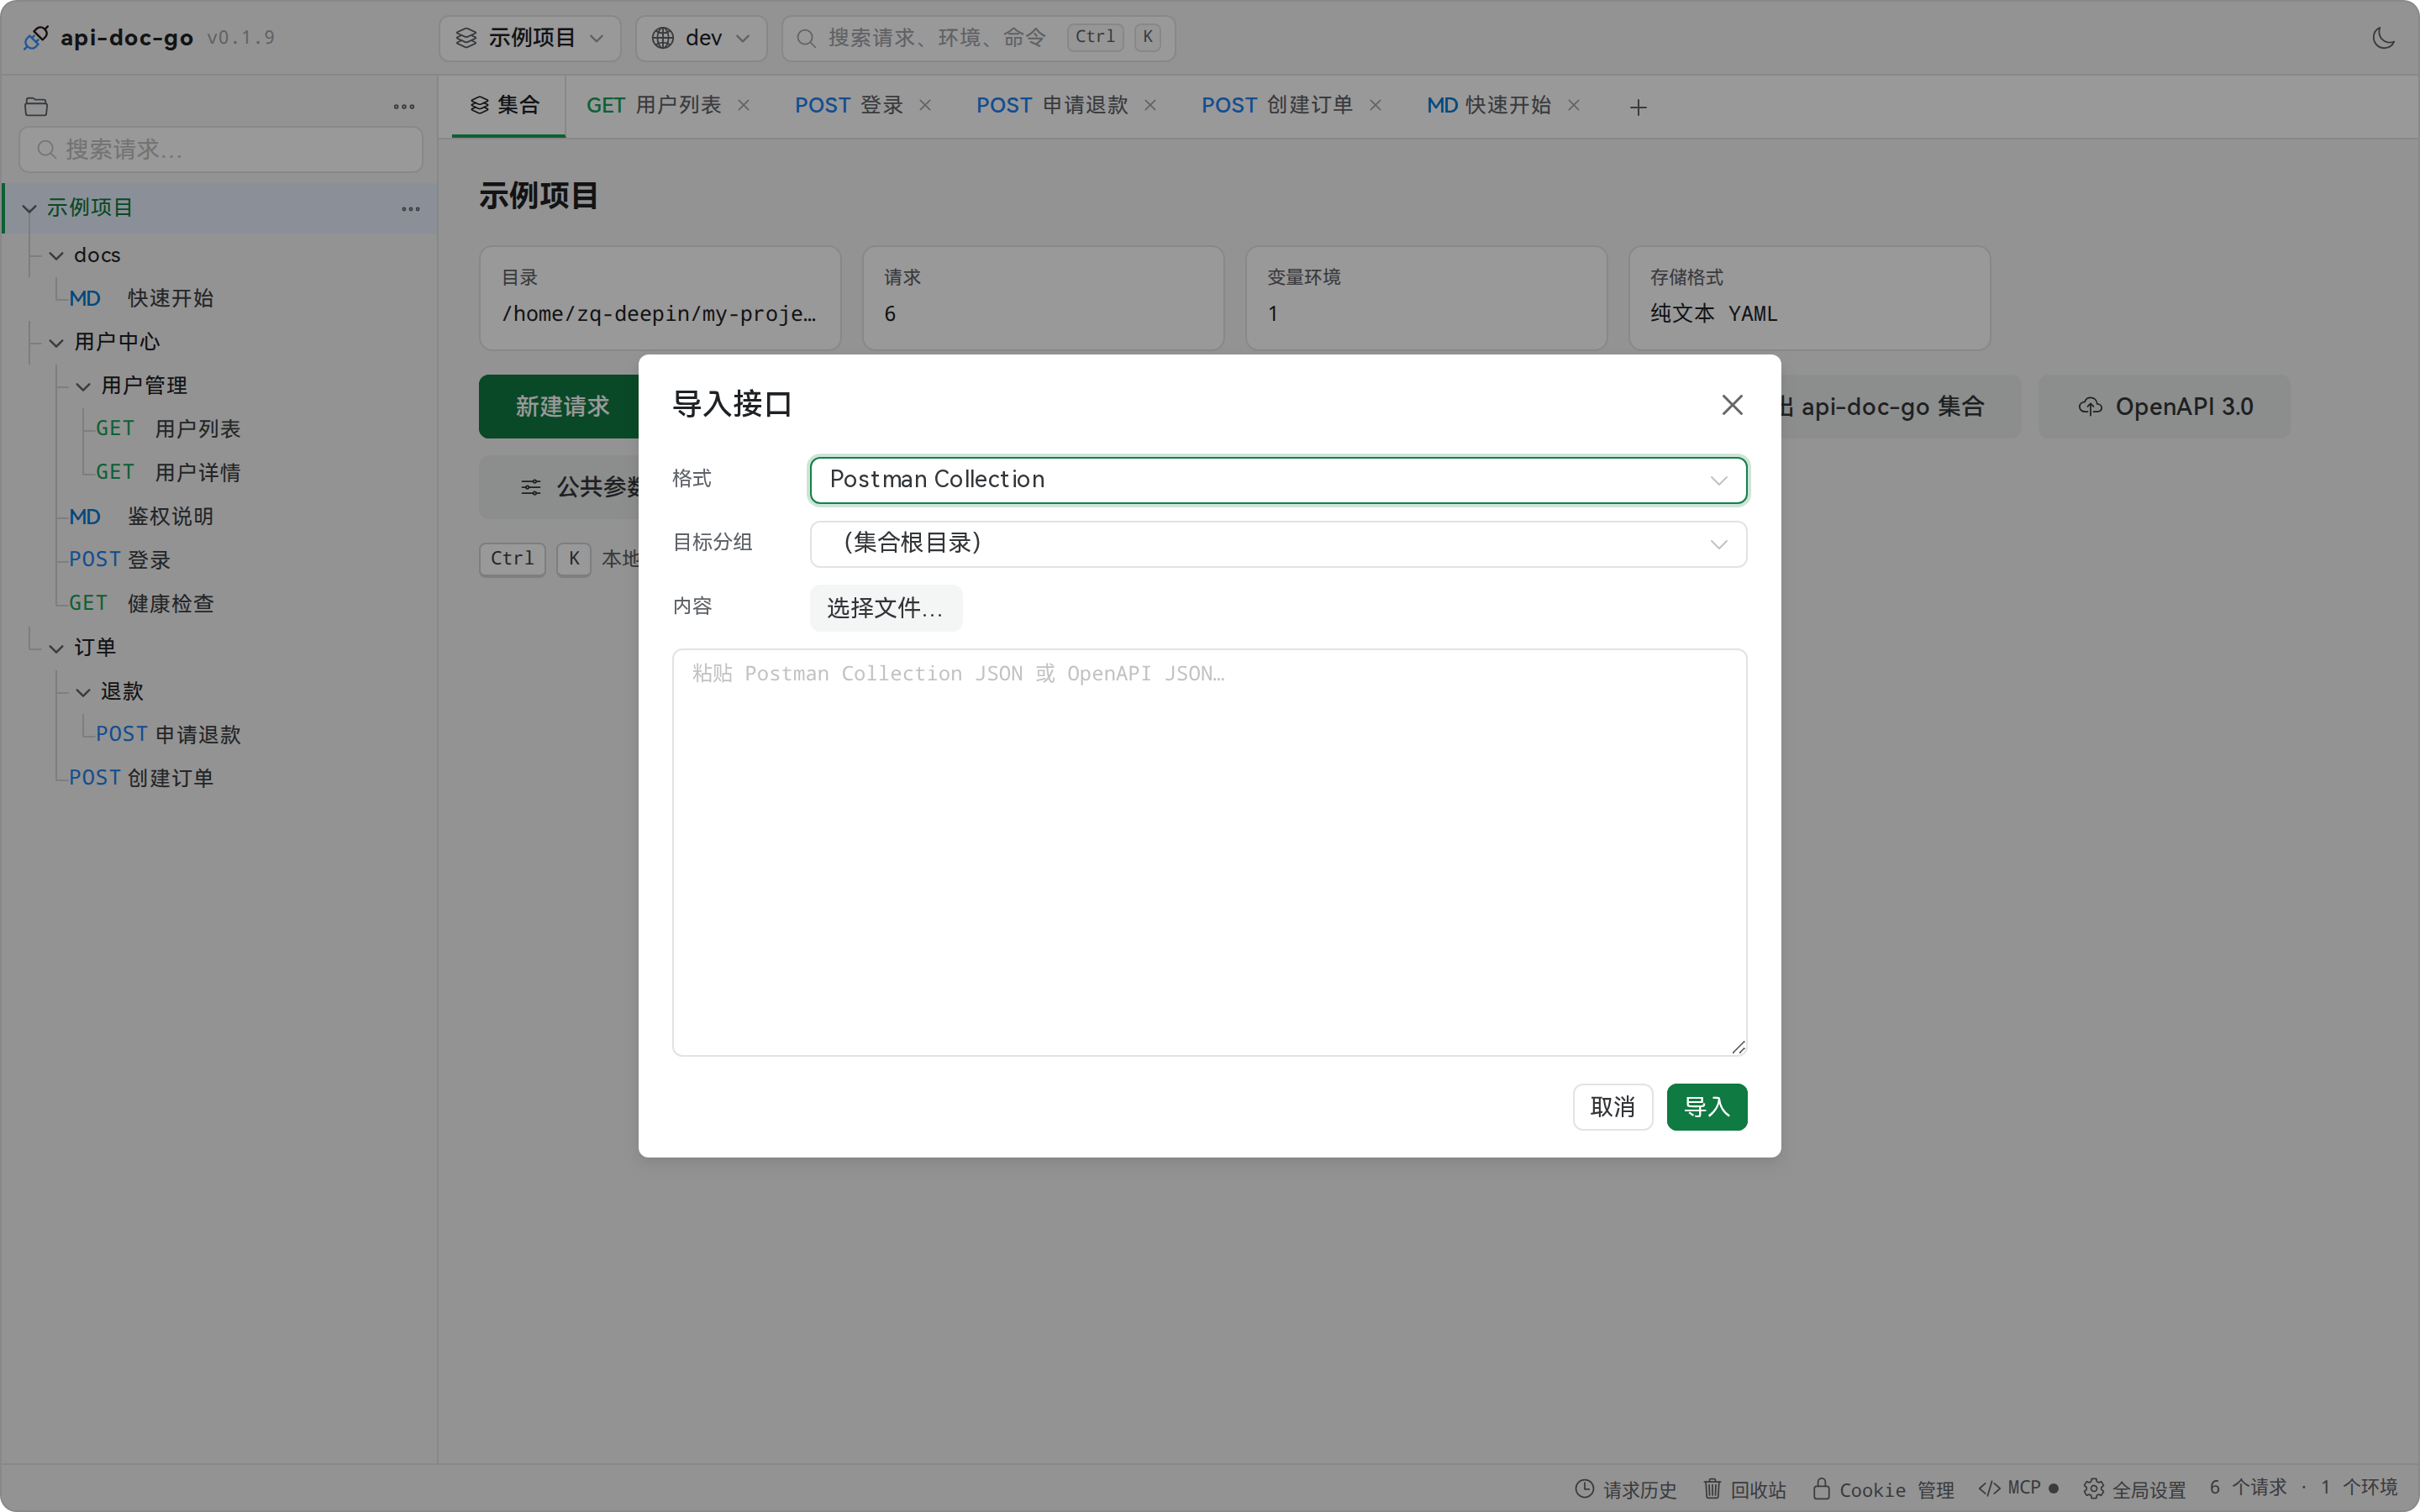 api-doc-go v0.1.9 示例项目 dev 搜索请求、环境、命令 Ctrl K
集合 GET 用户列表 POST 登录 POST 申请退款 POST 创建订单 MD 快速开始
搜索请求...
示例项目
docs
MD 快速开始
用户中心
用户管理
GET 用户列表
GET 用户详情
MD 鉴权说明
POST 登录
GET 健康检查
订单
退款
POST 申请退款
POST 创建订单
示例项目
目录
/home/zq-deepin/my-proje…
请求
6
变量环境
1
存储格式
纯文本 YAML
新建请求 api-doc-go 集合 OpenAPI 3.0
公共参数
Ctrl K 本地
导入接口
格式 Postman Collection
目标分组 （集合根目录）
内容 选择文件...
粘贴 Postman Collection JSON 或 OpenAPI JSON…
取消 导入
请求历史 回收站 Cookie 管理 MCP 全局设置 6 个请求 · 1 个环境